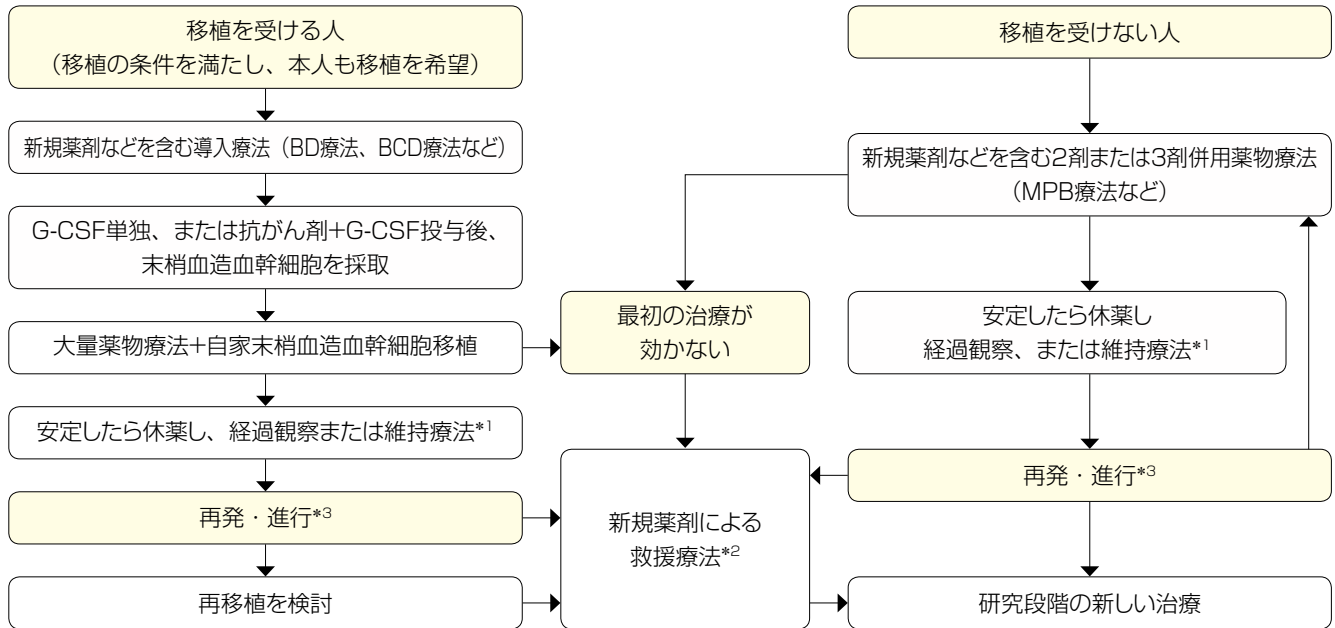 移植を受ける人
（移植の条件を満たし、本人も移植を希望）
新規薬剤などを含む導入療法（BD療法、BCD療法など）
G-CSF単独、または抗がん剤+G-CSF投与後、
末梢血造血幹細胞を採取
大量薬物療法+自家末梢血造血幹細胞移植
安定したら休薬し、経過観察または維持療法*1
再発・進行*3
再移植を検討
最初の治療が
効かない
新規薬剤による
救援療法*2
移植を受けない人
新規薬剤などを含む2剤または3剤併用薬物療法
（MPB療法など）
安定したら休薬し
経過観察、または維持療法*1
再発・進行*3
研究段階の新しい治療